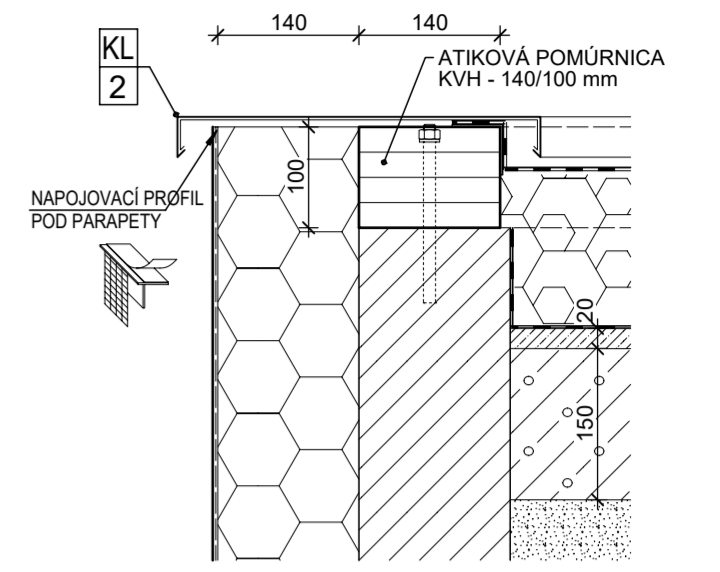 140
140
KL
2
ATIKOVÁ POMÚRNICA
KVH - 140/100 mm
100
NAPOJOVACÍ PROFIL
POD PARAPETY
20
150